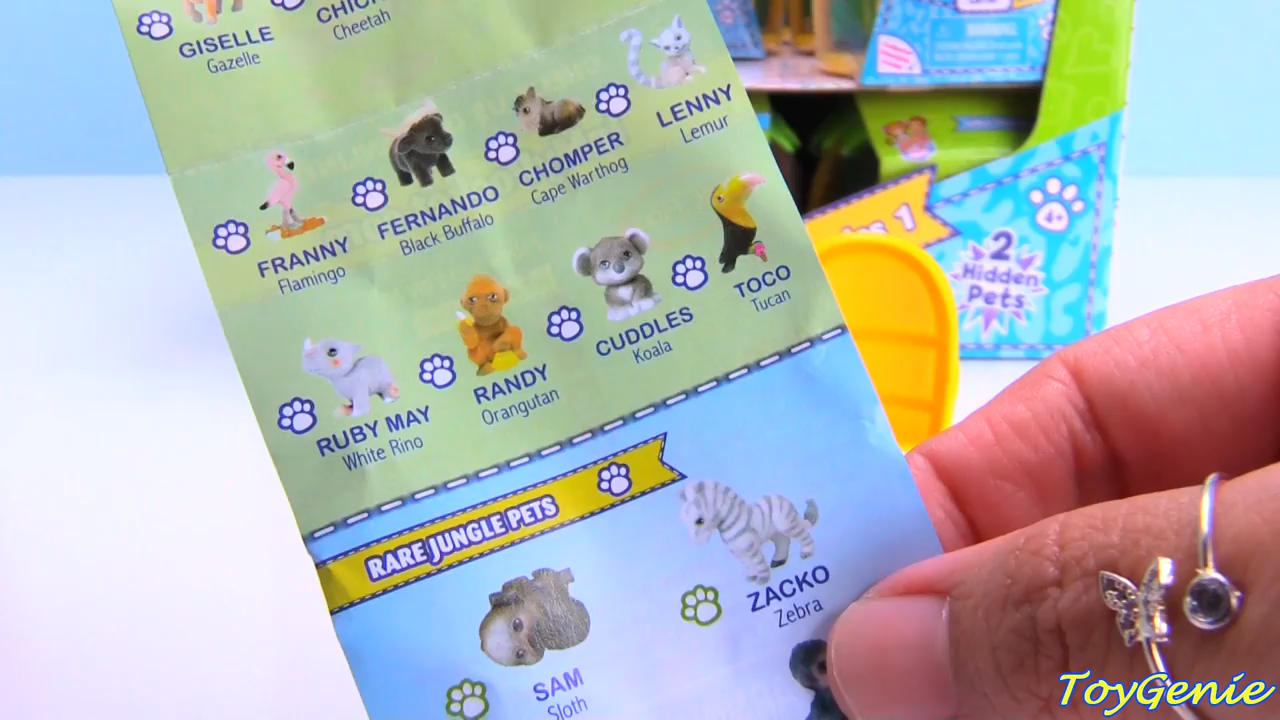 GISELLE
Gazelle
Cheetah
LENNY
Lemur
CHOMPER
Cape Warthog
FERNANDO
Black Buffalo
FRANNY
Flamingo
TOCO
Tucan
CUDDLES
Koala
RANDY
Orangutan
RUBY MAY
White Rino
RARE JUNGLE PETS
ZACKO
Zebra
SAM
Sloth
1
4+
2
Hidden
Pets
ToyGenie